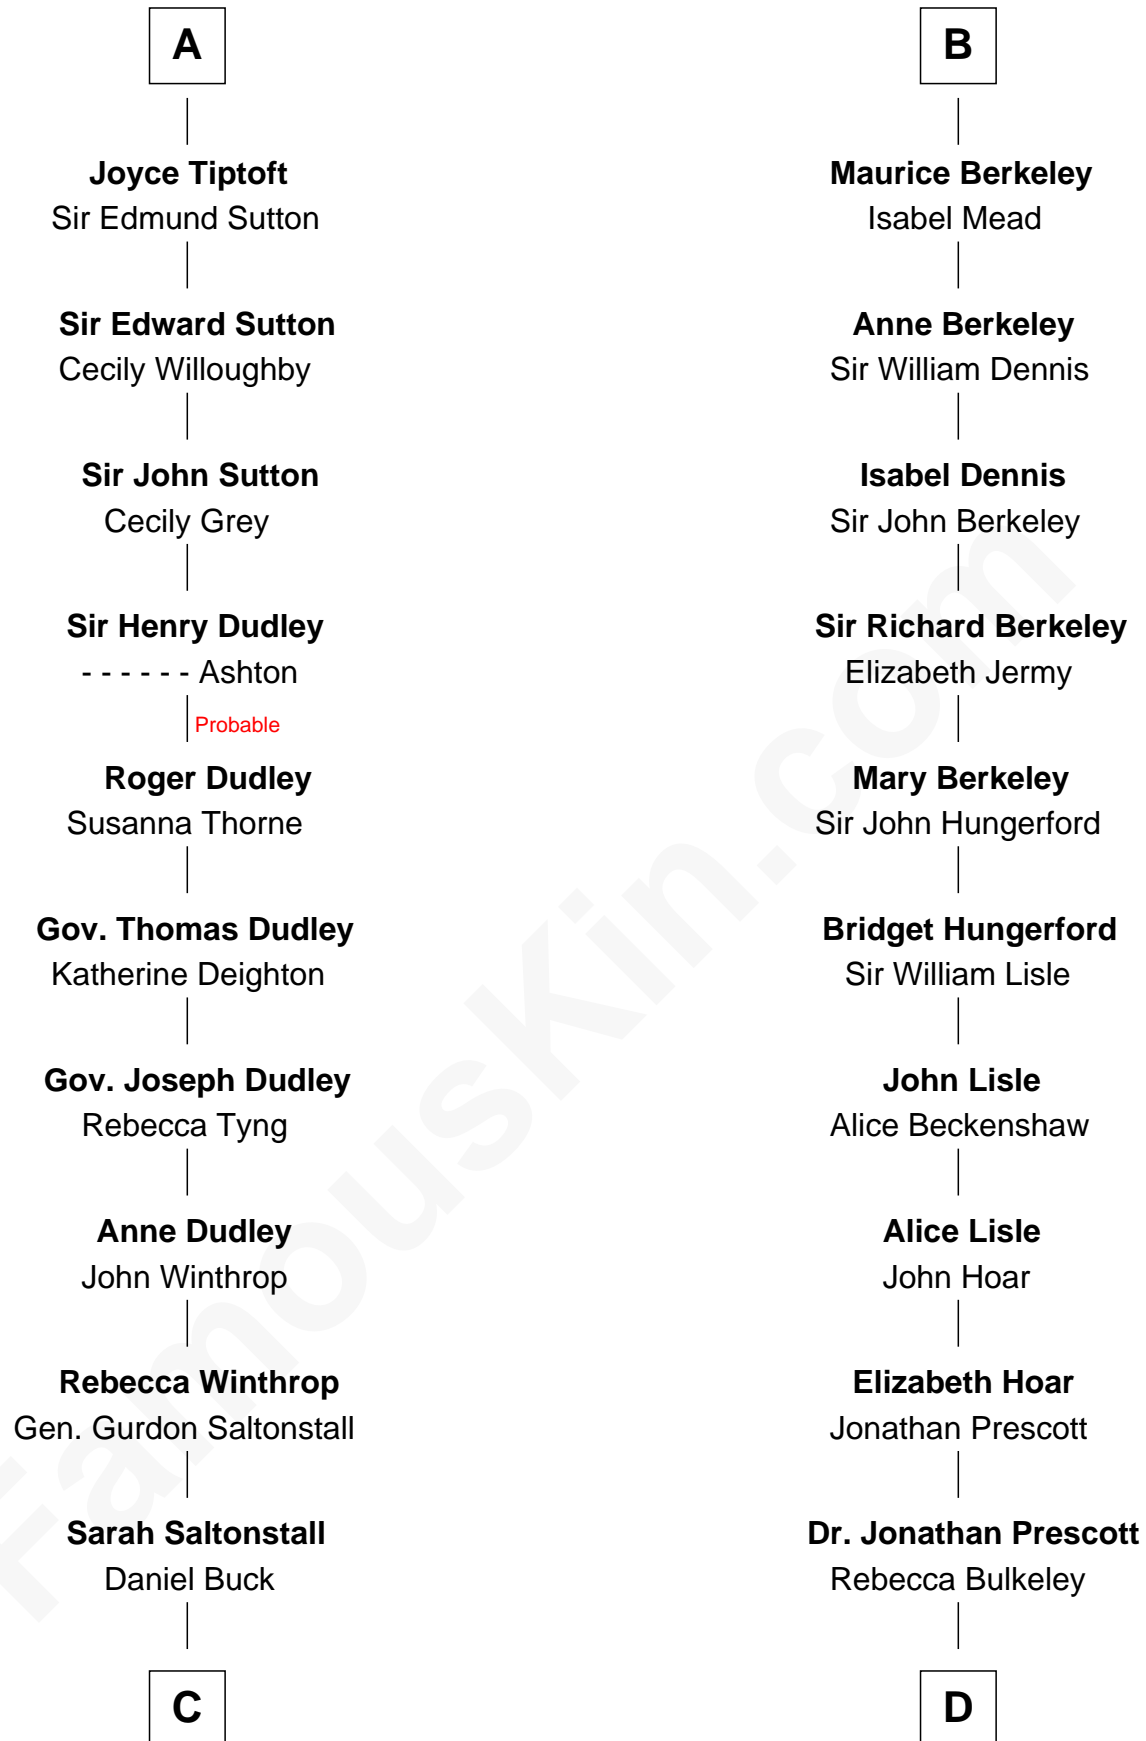 A
Joyce Tiptoft
Sir Edmund Sutton
Sir Edward Sutton
Cecily Willoughby
Sir John Sutton
Cecily Grey
Sir Henry Dudley
- - - - - - Ashton
Probable
Roger Dudley
Susanna Thorne
Gov. Thomas Dudley
Katherine Deighton
Gov. Joseph Dudley
Rebecca Tyng
Anne Dudley
John Winthrop
Rebecca Winthrop
Gen. Gurdon Saltonstall
Sarah Saltonstall
Daniel Buck
C
B
Maurice Berkeley
Isabel Mead
Anne Berkeley
Sir William Dennis
Isabel Dennis
Sir John Berkeley
Sir Richard Berkeley
Elizabeth Jermy
Mary Berkeley
Sir John Hungerford
Bridget Hungerford
Sir William Lisle
John Lisle
Alice Beckenshaw
Alice Lisle
John Hoar
Elizabeth Hoar
Jonathan Prescott
Dr. Jonathan Prescott
Rebecca Bulkeley
D
FamousKin.com